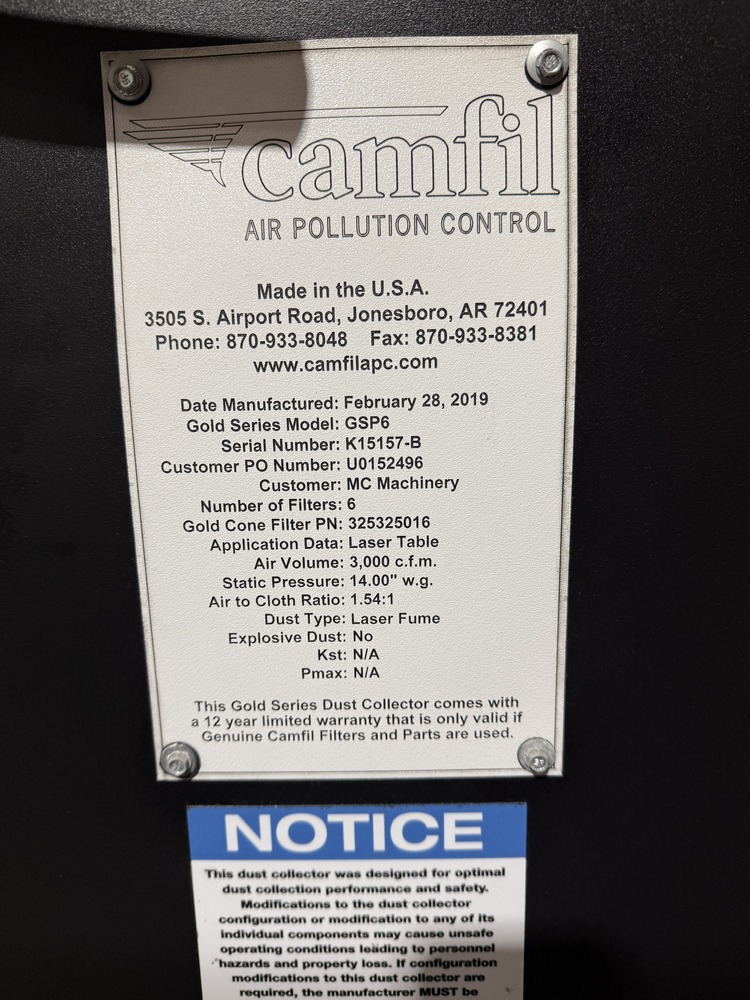 camfil
AIR POLLUTION CONTROL
Made in the U.S.A.
3505 S. Airport Road, Jonesboro, AR 72401
Phone: 870-933-8048 Fax: 870-933-8381
www.camfilapc.com
Date Manufactured: February 28, 2019
Gold Series Model: GSP6
Serial Number: K15157-B
Customer PO Number: U0152496
Customer: MC Machinery
Number of Filters: 6
Gold Cone Filter PN: 325325016
Application Data: Laser Table
Air Volume: 3,000 c.f.m.
Static Pressure: 14.00" w.g.
Air to Cloth Ratio: 1.54:1
Dust Type: Laser Fume
Explosive Dust: No
Kst: N/A
Pmax: N/A
This Gold Series Dust Collector comes with
a 12 year limited warranty that is only valid if
Genuine Camfil Filters and Parts are used.
NOTICE
This dust collector was designed for optimal
dust collection performance and safety.
Modifications to the dust collector
configuration or modification to any of its
individual components may cause unsafe
operating conditions leading to personnel
hazards and property loss. If configuration
modifications to this dust collector are
required, the manufacturer MUST be